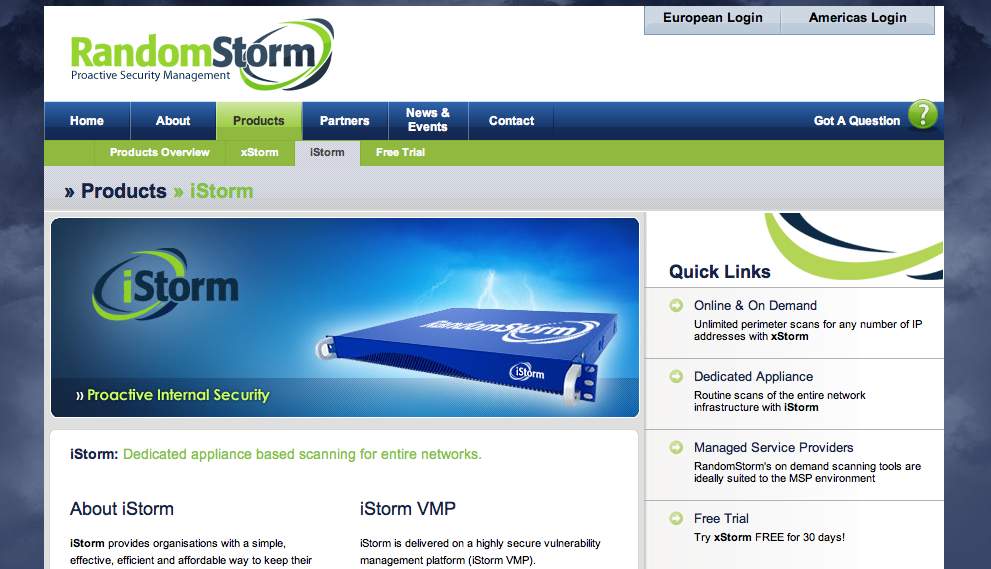 European Login
Americas Login
RandomStorm
Proactive Security Management
Home
About
Products
Partners
News &
Events
Contact
Got A Question
?
Products Overview
xStorm
iStorm
Free Trial
» Products » iStorm
iStorm
RandomStorm
iStorm
» Proactive Internal Security
iStorm: Dedicated appliance based scanning for entire networks.
About iStorm
iStorm provides organisations with a simple,
effective, efficient and affordable way to keep their
iStorm VMP
iStorm is delivered on a highly secure vulnerability
management platform (iStorm VMP).
Quick Links
Online & On Demand
Unlimited perimeter scans for any number of IP
addresses with xStorm
Dedicated Appliance
Routine scans of the entire network
infrastructure with iStorm
Managed Service Providers
RandomStorm's on demand scanning tools are
ideally suited to the MSP environment
Free Trial
Try xStorm FREE for 30 days!